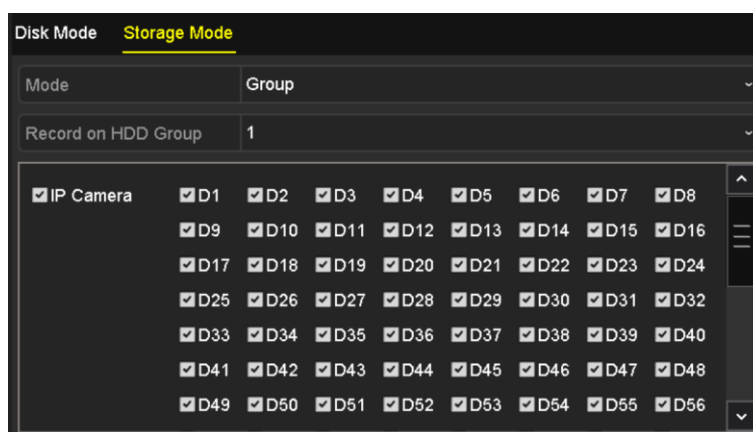 Disk Mode Storage Mode
Mode Group
Record on HDD Group 1
IP Camera D1 D2 D3 D4 D5 D6 D7 D8
D9 D10 D11 D12 D13 D14 D15 D16
D17 D18 D19 D20 D21 D22 D23 D24
D25 D26 D27 D28 D29 D30 D31 D32
D33 D34 D35 D36 D37 D38 D39 D40
D41 D42 D43 D44 D45 D46 D47 D48
D49 D50 D51 D52 D53 D54 D55 D56